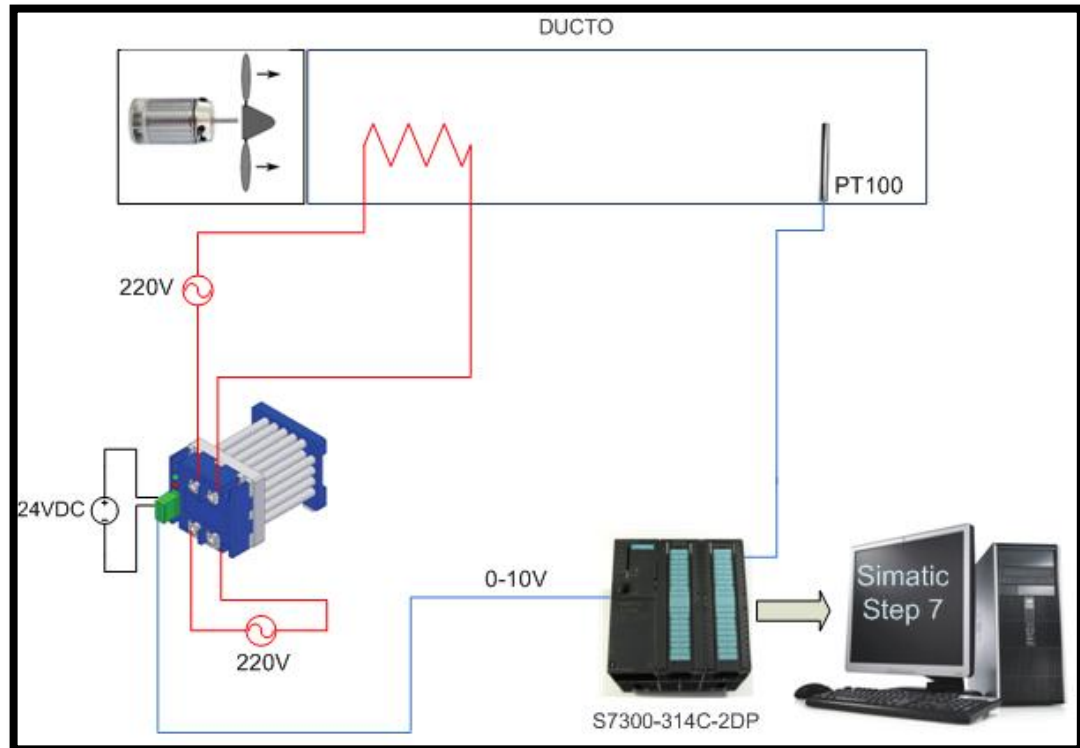 DUCTO
PT100
220V
24VDC
0-10V
220V
Simatic
Step 7
S7300-314C-2DP